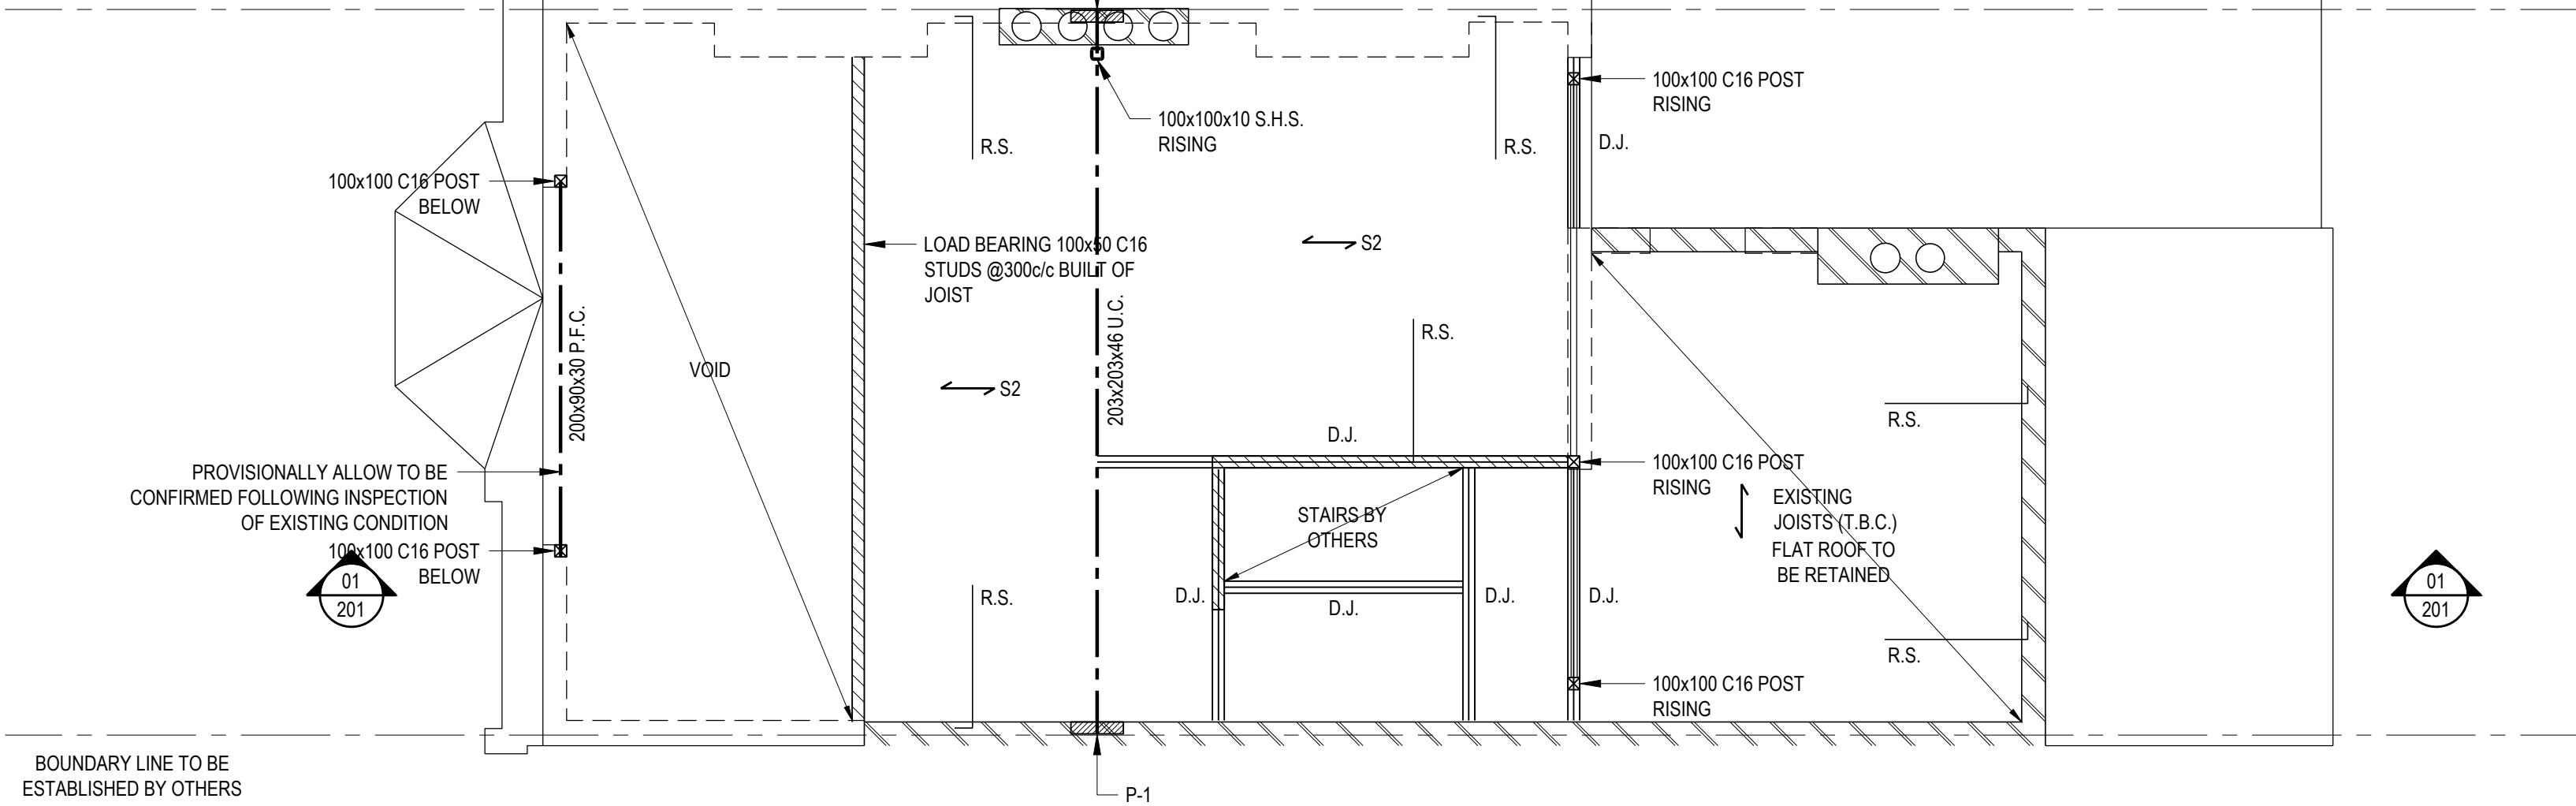 100x100 C16 POST
RISING
100x100x10 S.H.S.
RISING
R.S.
R.S.
D.J.
100x100 C16 POST
BELOW
LOAD BEARING 100x50 C16
STUDS @300c/c BUILT OF
JOIST
S2
200x90x30 P.F.C.
VOID
203x203x46 U.C.
R.S.
S2
R.S.
D.J.
PROVISIONALLY ALLOW TO BE
CONFIRMED FOLLOWING INSPECTION
OF EXISTING CONDITION
100x100 C16 POST
BELOW
100x100 C16 POST
RISING
EXISTING
JOISTS (T.B.C.)
FLAT ROOF TO
BE RETAINED
STAIRS BY
OTHERS
01
201
R.S.
D.J.
D.J.
D.J.
D.J.
01
201
R.S.
100x100 C16 POST
RISING
BOUNDARY LINE TO BE
ESTABLISHED BY OTHERS
P-1